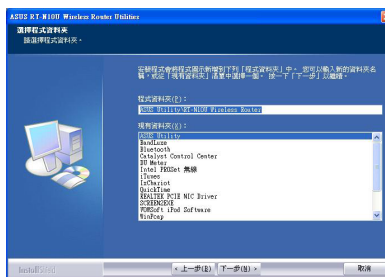 ASUS RT-N10U Wireless Router Utilities
選擇程式資料夾
請選擇程式資料夾。
安裝程式會將程式圖示新增到下列「程式資料夾」中。 您可以輸入新的資料夾名
稱,或從「現有資料夾」清單中選擇一個。 按一下「下一步」以繼續。
程式資料夾(P):
ASUS Utility\RT-N10U Wireless Router
現有資料夾(X):
ASUS Utility
BandLuxe
Bluetooth
Catalyst Control Center
DU Meter
Intel PROSet 無線
iTunes
IxChariot
QuickTime
REALTEK PCIE NIC Driver
SCREEN2EXE
VOWSoft iPod Software
WinPcap
InstallShield
< 上一步(B)
下一步(N) >
取消